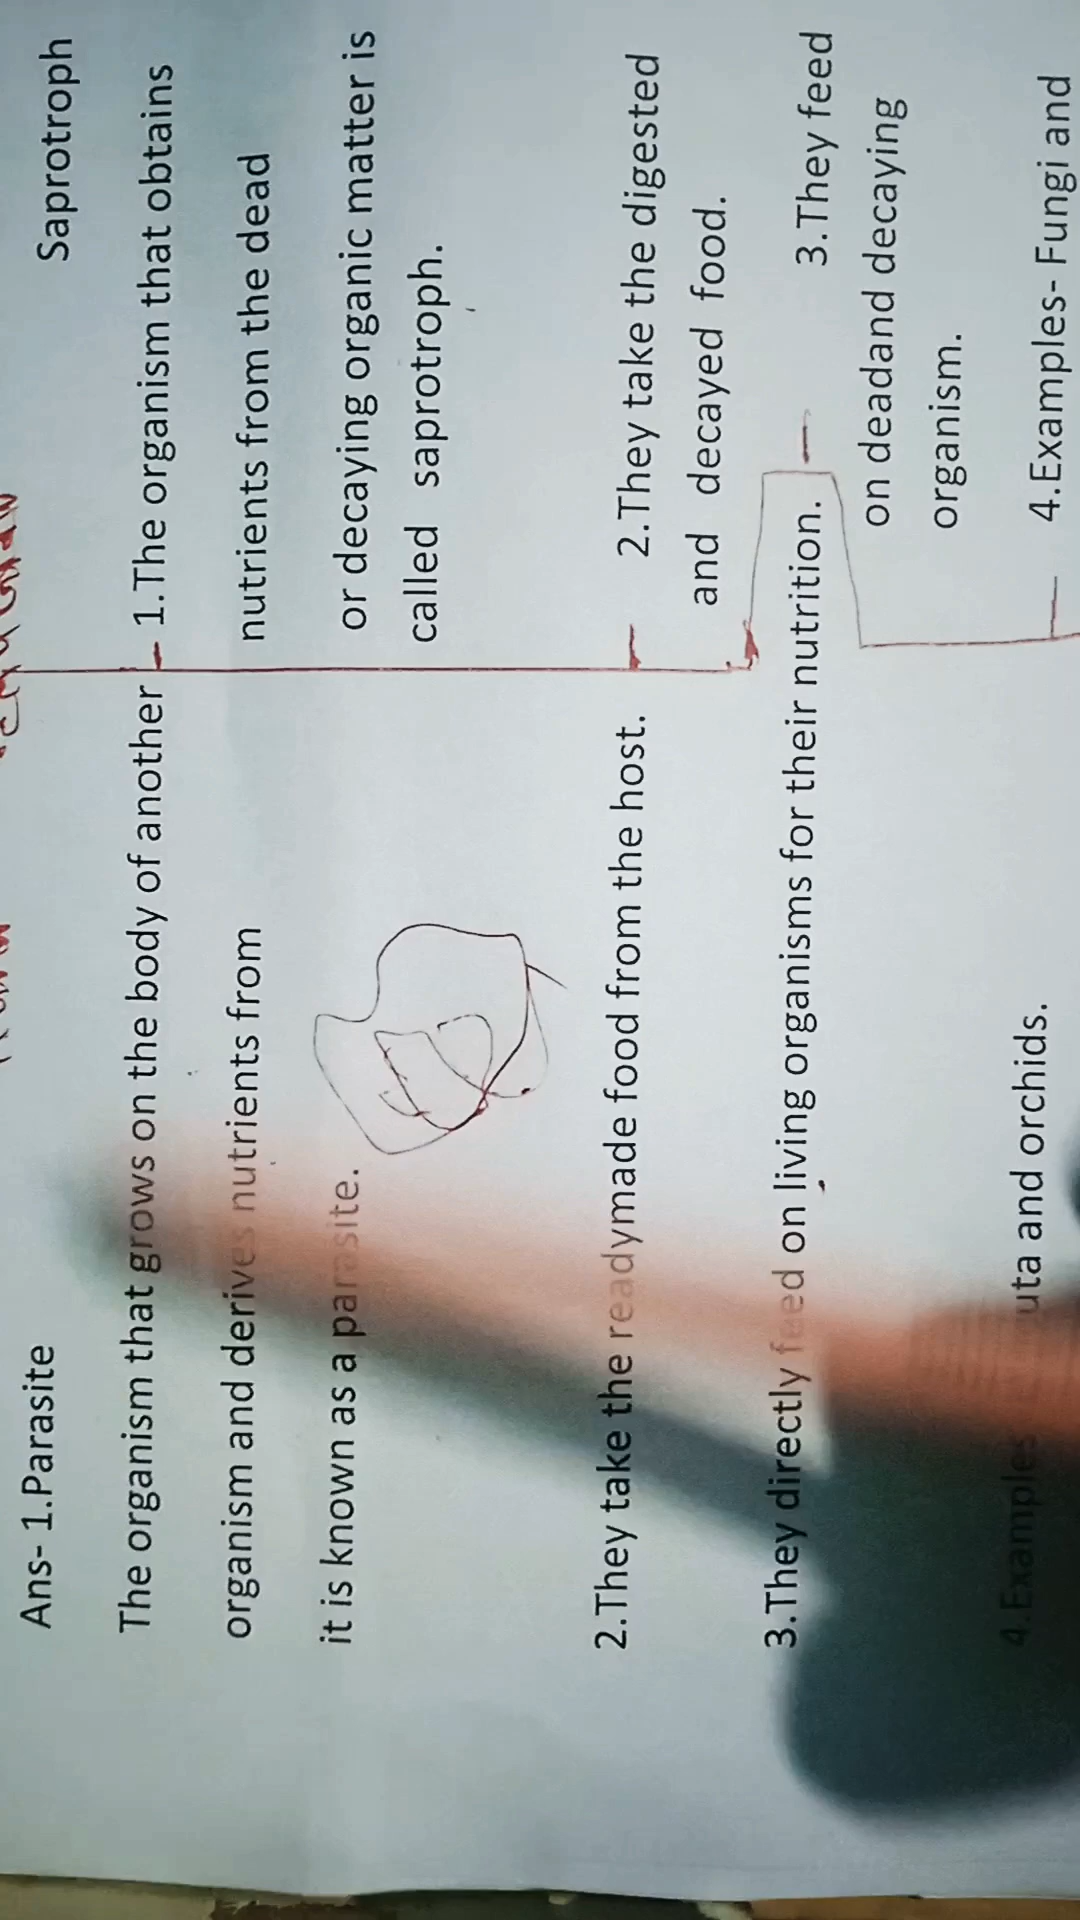 Ans- 1.Parasite Saprotroph
The organism that grows on the body of another 1.The organism that obtains
organism and derives nutrients from nutrients from the dead
it is known as a parasite. or decaying organic matter is
called saprotroph.
2.They take the readymade food from the host. 2.They take the digested
and decayed food.
3.They directly feed on living organisms for their nutrition. 3.They feed
on deadand decaying
organism.
4.Examples uta and orchids. 4.Examples- Fungi and